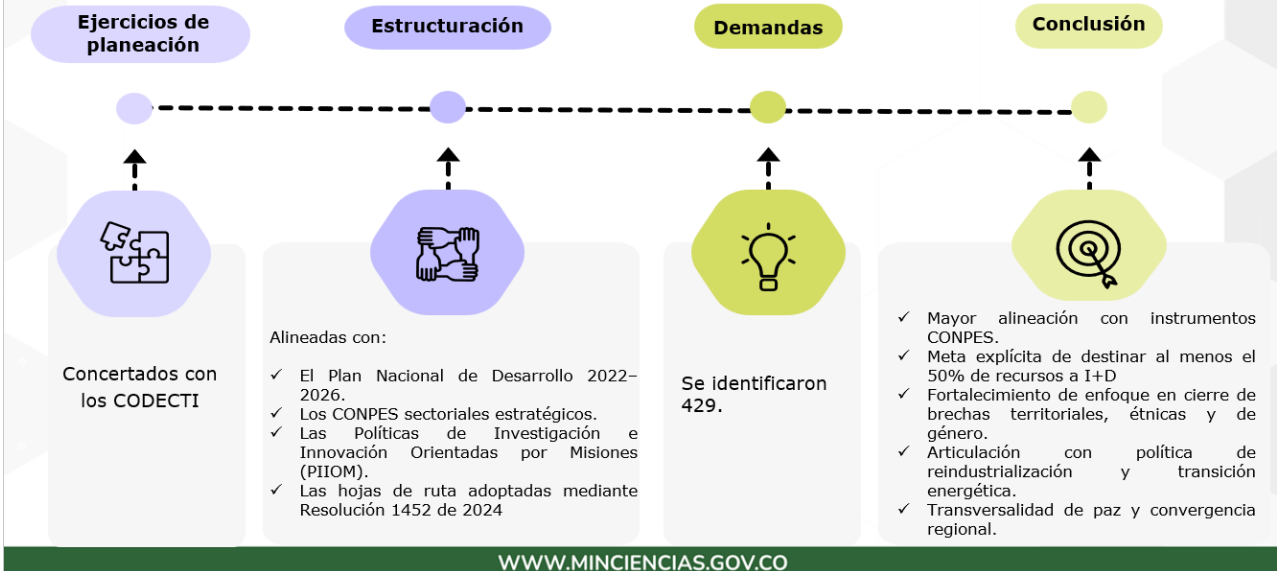 Ejercicios de
planeación
Estructuración
Demandas
Conclusión
Concertados con
los CODECTI
Alineadas con:
✓ El Plan Nacional de Desarrollo 2022–
2026.
✓ Los CONPES sectoriales estratégicos.
✓ Las Políticas de Investigación e
Innovación Orientadas por Misiones
(PIIOM).
✓ Las hojas de ruta adoptadas mediante
Resolución 1452 de 2024
Se identificaron
429.
✓ Mayor alineación con instrumentos
CONPES.
✓ Meta explícita de destinar al menos el
50% de recursos a I+D
✓ Fortalecimiento de enfoque en cierre de
brechas territoriales, étnicas y de
género.
✓ Articulación con política de
reindustrialización y transición
energética.
✓ Transversalidad de paz y convergencia
regional.
WWW.MINCIENCIAS.GOV.CO